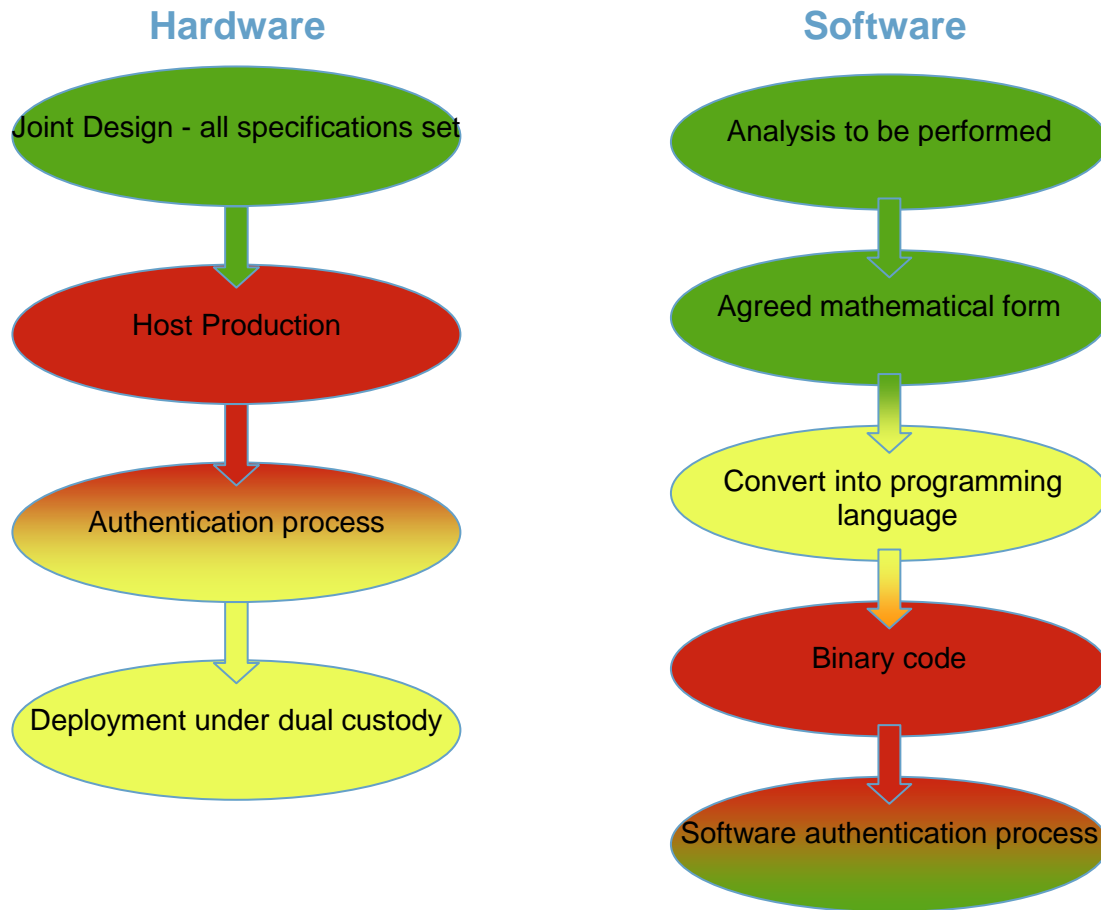 Hardware
Joint Design - all specifications set
Host Production
Authentication process
Deployment under dual custody
Software
Analysis to be performed
Agreed mathematical form
Convert into programming
language
Binary code
Software authentication process